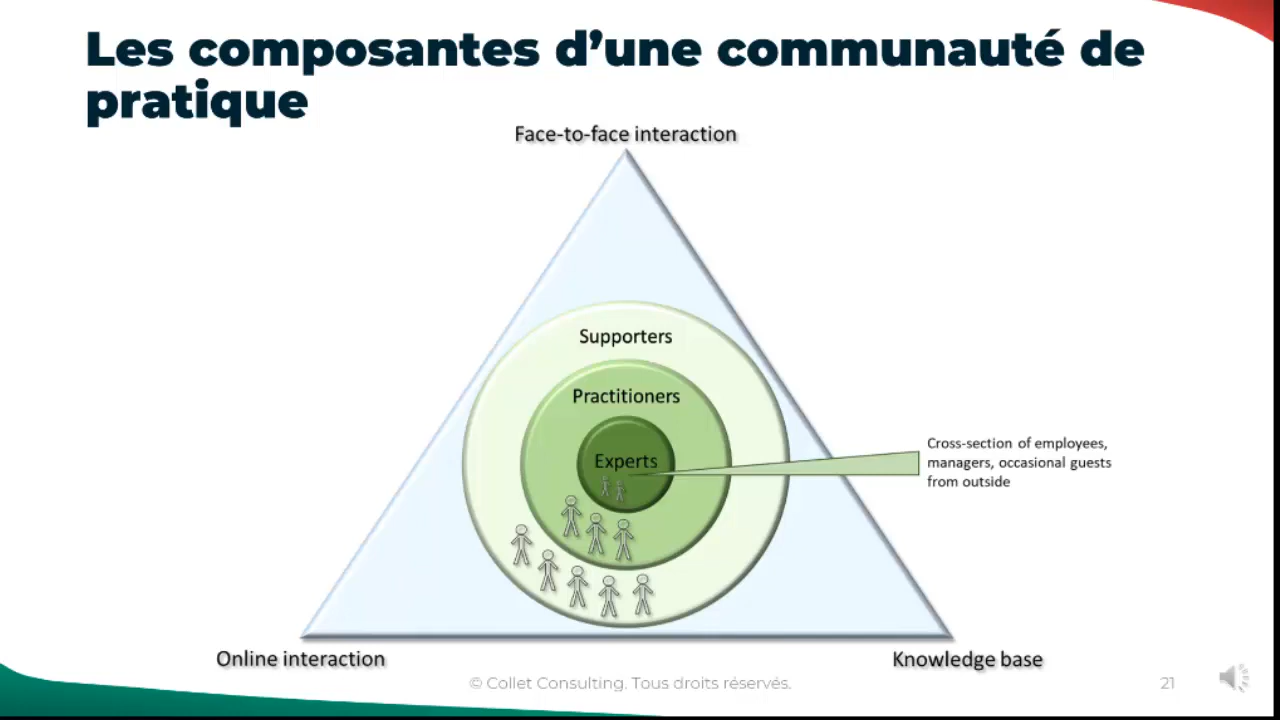 Les composantes d’une communauté de
pratique
Face-to-face interaction
Supporters
Practitioners
Experts
Cross-section of employees,
managers, occasional guests
from outside
Online interaction
Knowledge base
© Collet Consulting. Tous droits réservés.
21